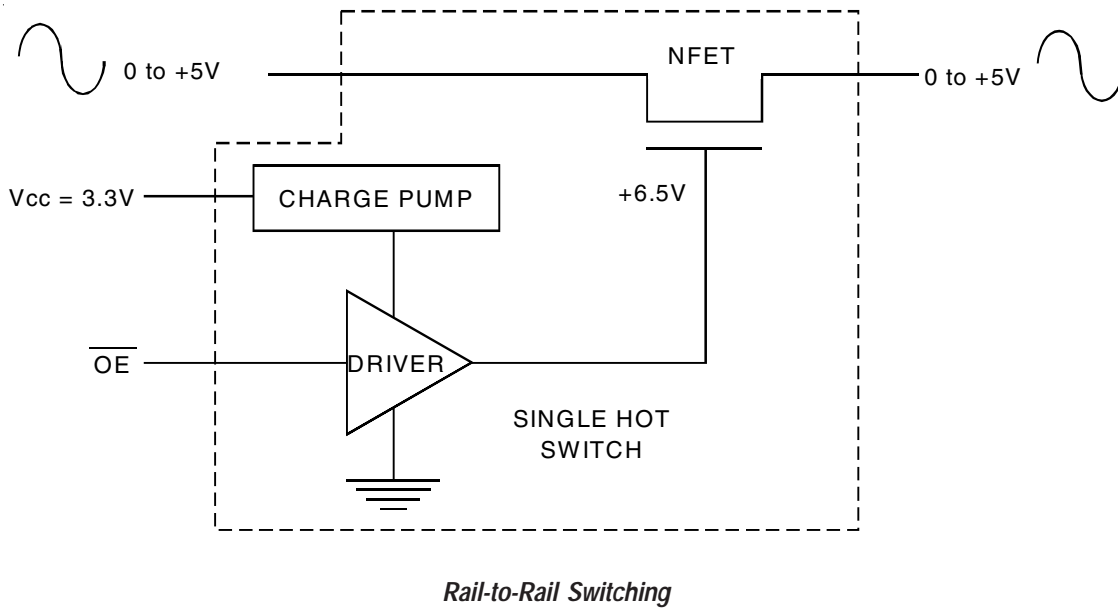 0 to +5V
NFET
0 to +5V
Vcc = 3.3V
CHARGE PUMP
+6.5V
OE
DRIVER
SINGLE HOT
SWITCH
Rail-to-Rail Switching